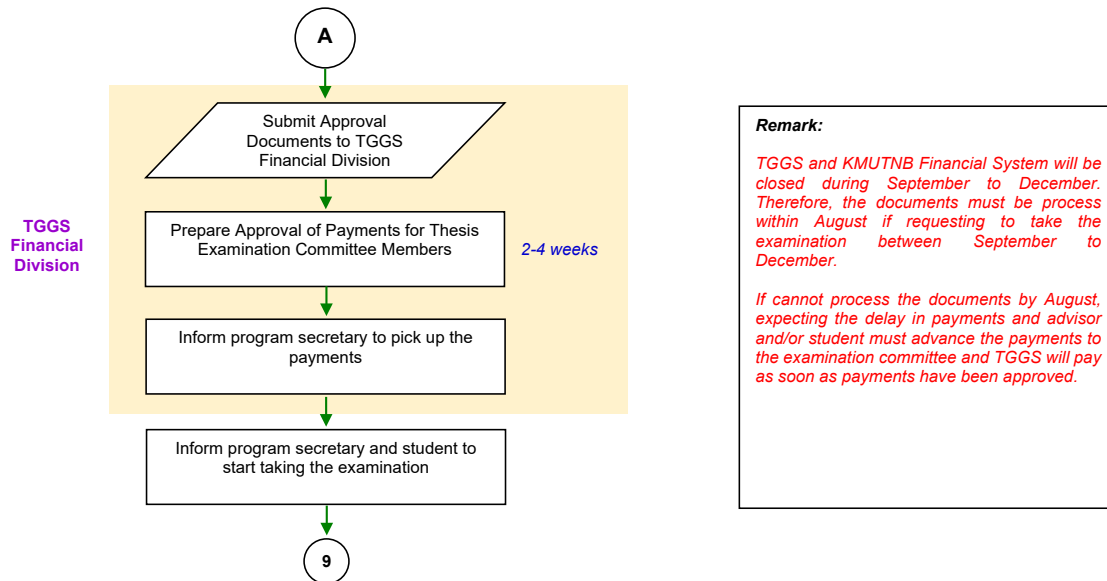 A
Submit Approval
Documents to TGGS
Financial Division
TGGS
Financial
Division
Prepare Approval of Payments for Thesis
Examination Committee Members
2-4 weeks
Inform program secretary to pick up the
payments
Inform program secretary and student to
start taking the examination
9
Remark:
TGGS and KMUTNB Financial System will be
closed during September to December.
Therefore, the documents must be process
within August if requesting to take the
examination between September to
December.
If cannot process the documents by August,
expecting the delay in payments and advisor
and/or student must advance the payments to
the examination committee and TGGS will pay
as soon as payments have been approved.